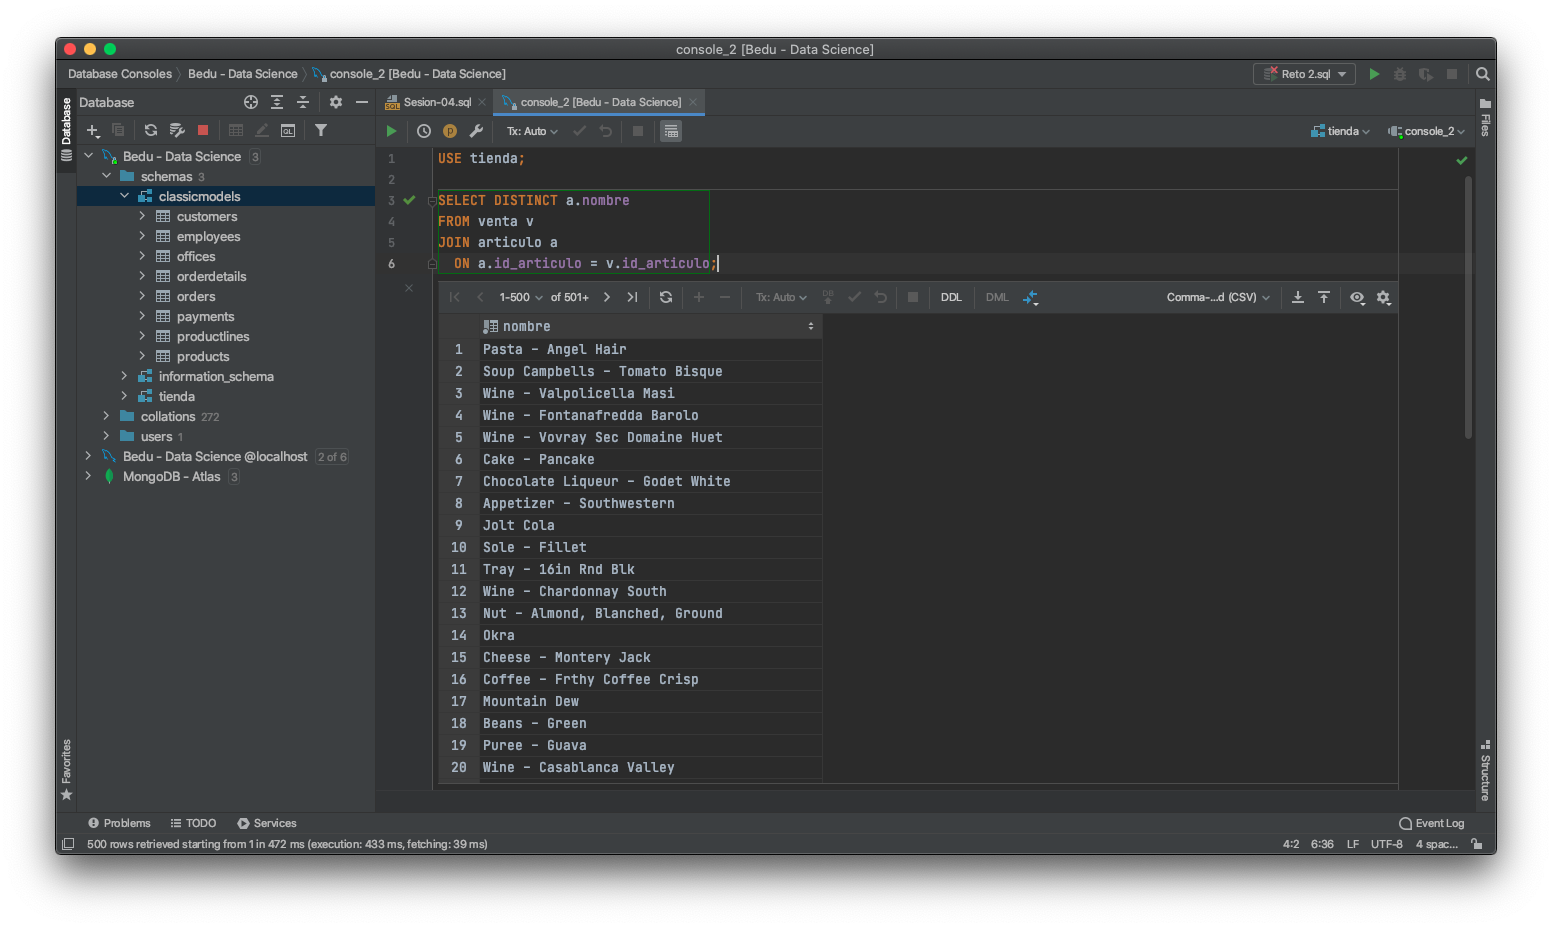 console_2 [Bedu - Data Science]
Database Consoles
Bedu - Data Science
console_2 [Bedu - Data Science]
Reto 2.sql
Database
Database
Sesion-04.sql
console_2 [Bedu - Data Science]
Files
Tx: Auto
tienda
console_2
Bedu - Data Science 3
schemas 3
classicmodels
customers
employees
offices
orderdetails
orders
payments
productlines
products
information_schema
tienda
collations 272
users 1
Bedu - Data Science @localhost 2 of 6
MongoDB - Atlas 3
1 USE tienda;
2
3 SELECT DISTINCT a.nombre
4 FROM venta v
5 JOIN articulo a
6 ON a.id_articulo = v.id_articulo;
1-500 of 501+
Tx: Auto
DB
DDL
DML
Comma-...d (CSV)
nombre
1 Pasta - Angel Hair
2 Soup Campbells - Tomato Bisque
3 Wine - Valpolicella Masi
4 Wine - Fontanafredda Barolo
5 Wine - Vovray Sec Domaine Huet
6 Cake - Pancake
7 Chocolate Liqueur - Godet White
8 Appetizer - Southwestern
9 Jolt Cola
10 Sole - Fillet
11 Tray - 16in Rnd Blk
12 Wine - Chardonnay South
13 Nut - Almond, Blanched, Ground
14 Okra
15 Cheese - Montery Jack
16 Coffee - Frthy Coffee Crisp
17 Mountain Dew
18 Beans - Green
19 Puree - Guava
20 Wine - Casablanca Valley
Favorites
Structure
Problems
TODO
Services
Event Log
500 rows retrieved starting from 1 in 472 ms (execution: 433 ms, fetching: 39 ms)
4:2 6:36 LF UTF-8 4 spac...